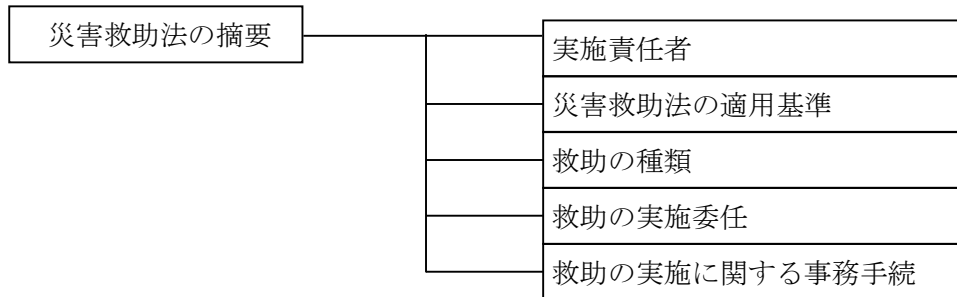 災害救助法の摘要
実施責任者
災害救助法の適用基準
救助の種類
救助の実施委任
救助の実施に関する事務手続